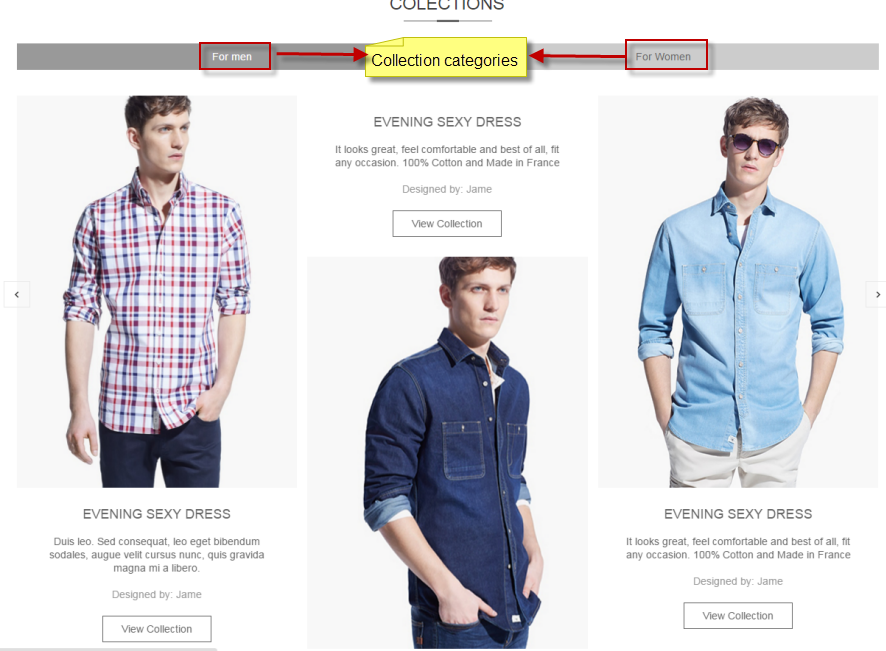 COLECTIONS
For men
Collection categories
For Women
EVENING SEXY DRESS
It looks great, feel comfortable and best of all, fit
any occasion. 100% Cotton and Made in France
Designed by: Jame
View Collection
EVENING SEXY DRESS
Duis leo. Sed consequat, leo eget bibendum
sodales, augue velit cursus nunc, quis gravida
magna mi a libero.
Designed by: Jame
View Collection
EVENING SEXY DRESS
It looks great, feel comfortable and best of all, fit
any occasion. 100% Cotton and Made in France
Designed by: Jame
View Collection